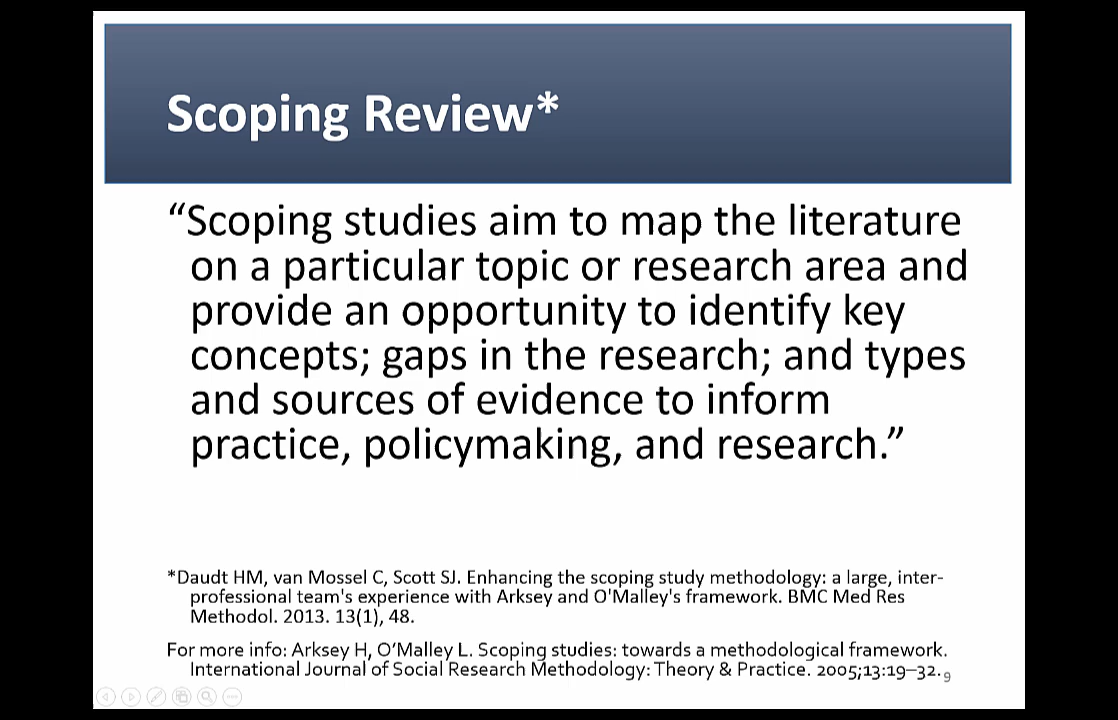 Scoping Review*
“Scoping studies aim to map the literature
on a particular topic or research area and
provide an opportunity to identify key
concepts; gaps in the research; and types
and sources of evidence to inform
practice, policymaking, and research.”
*Daudt HM, van Mossel C, Scott SJ. Enhancing the scoping study methodology: a large, inter-
professional team's experience with Arksey and O'Malley's framework. BMC Med Res
Methodol. 2013. 13(1), 48.
For more info: Arksey H, O’Malley L. Scoping studies: towards a methodological framework.
International Journal of Social Research Methodology: Theory & Practice. 2005;13:19–32.
9